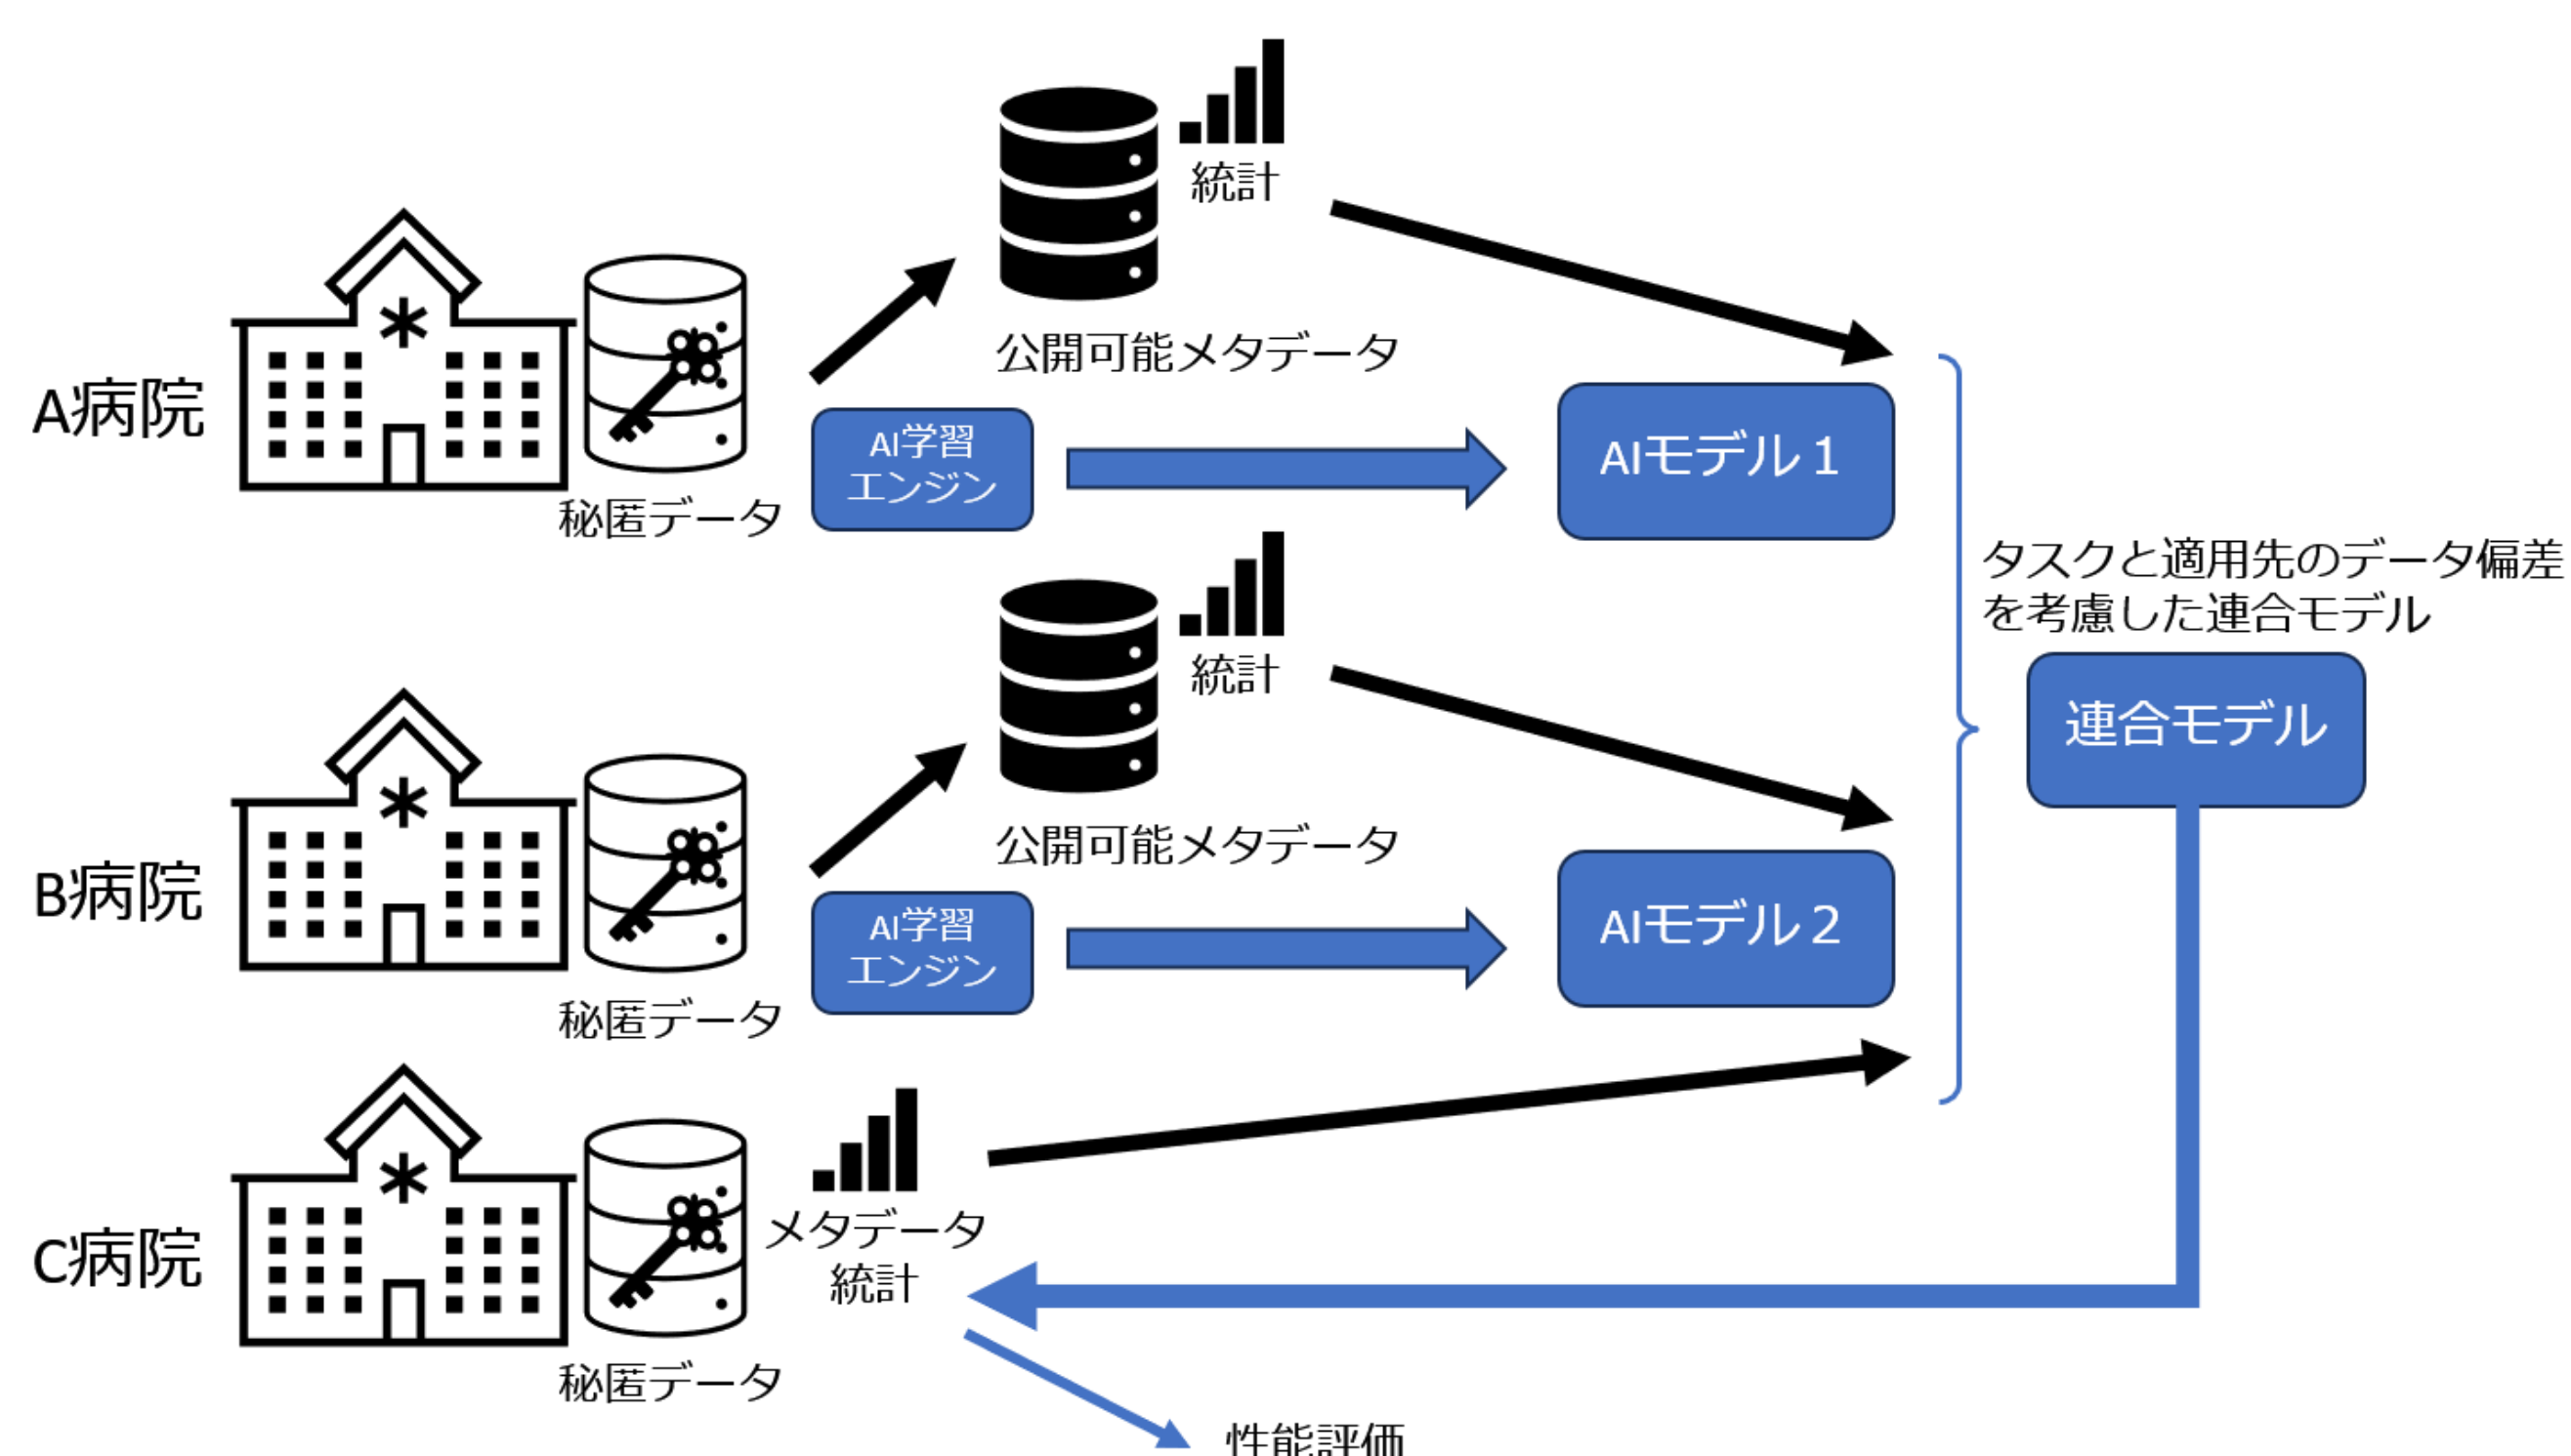 統計
公開可能メタデータ
A病院
秘匿データ
AI学習
エンジン
AIモデル１
統計
公開可能メタデータ
タスクと適用先のデータ偏差
を考慮した連合モデル
連合モデル
B病院
秘匿データ
AI学習
エンジン
AIモデル２
C病院
秘匿データ
メタデータ
統計
性能評価